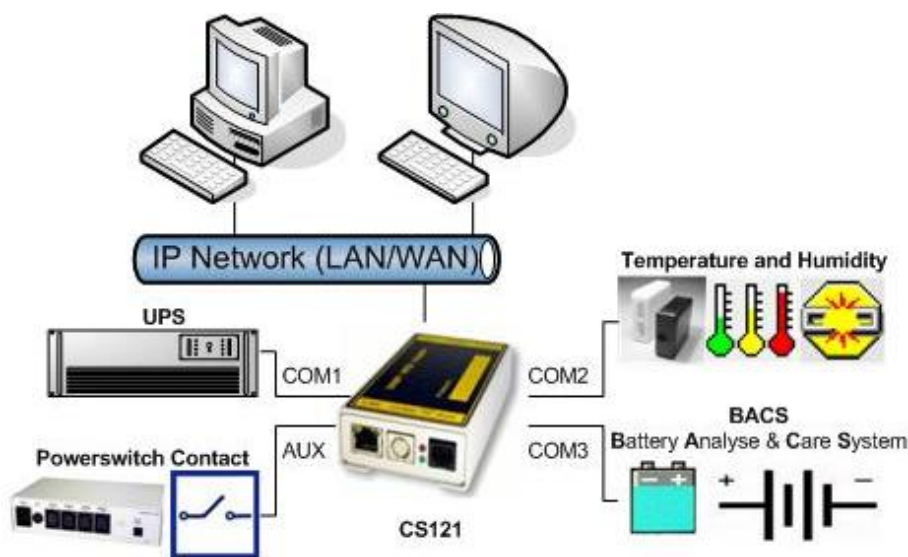 IP Network (LAN/WAN)
Temperature and Humidity
UPS
COM1
COM2
BACS
Battery Analyse & Care System
Powerswitch Contact
AUX
COM3
CS121